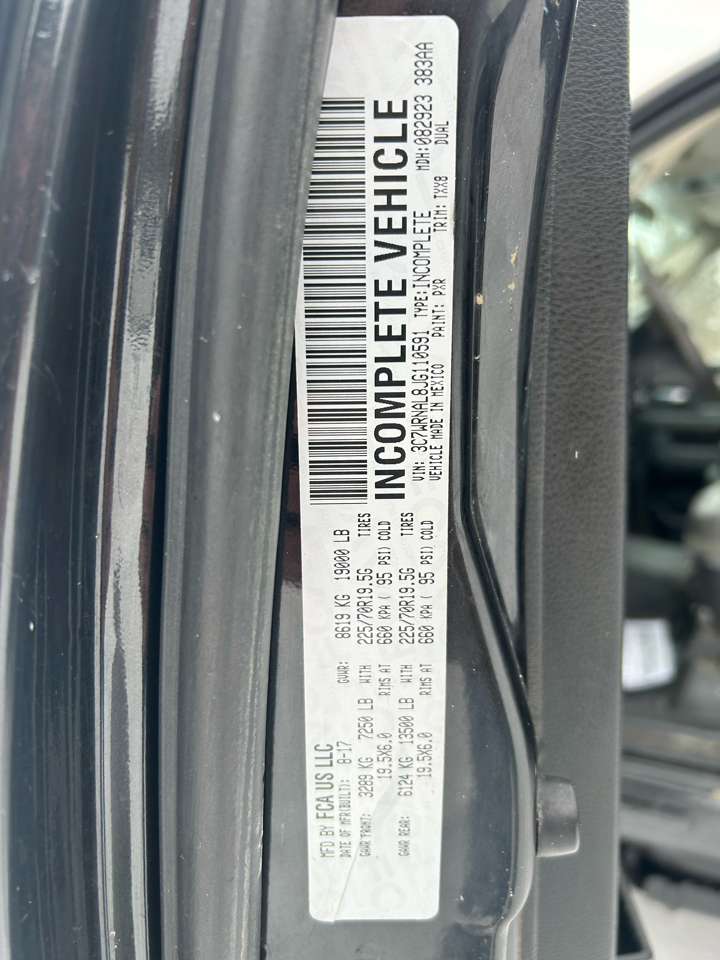 MFD BY FCA US LLC
DATE OF MFR(BUILT): 8-17 GVWR: 8619 KG 19000 LB
GAWR FRONT: 3289 KG 7250 LB WITH 225/70R19.5G TIRES
19.5X6.0 RIMS AT 660 KPA ( 95 PSI) COLD
GAWR REAR: 6124 KG 13500 LB WITH 225/70R19.5G TIRES
19.5X6.0 RIMS AT 660 KPA ( 95 PSI) COLD
INCOMPLETE VEHICLE
VIN: 3C7WRNAL8JG110591 TYPE:INCOMPLETE MDH:082923 383AA
VEHICLE MADE IN MEXICO PAINT: PXR TRIM: TXX8 DUAL